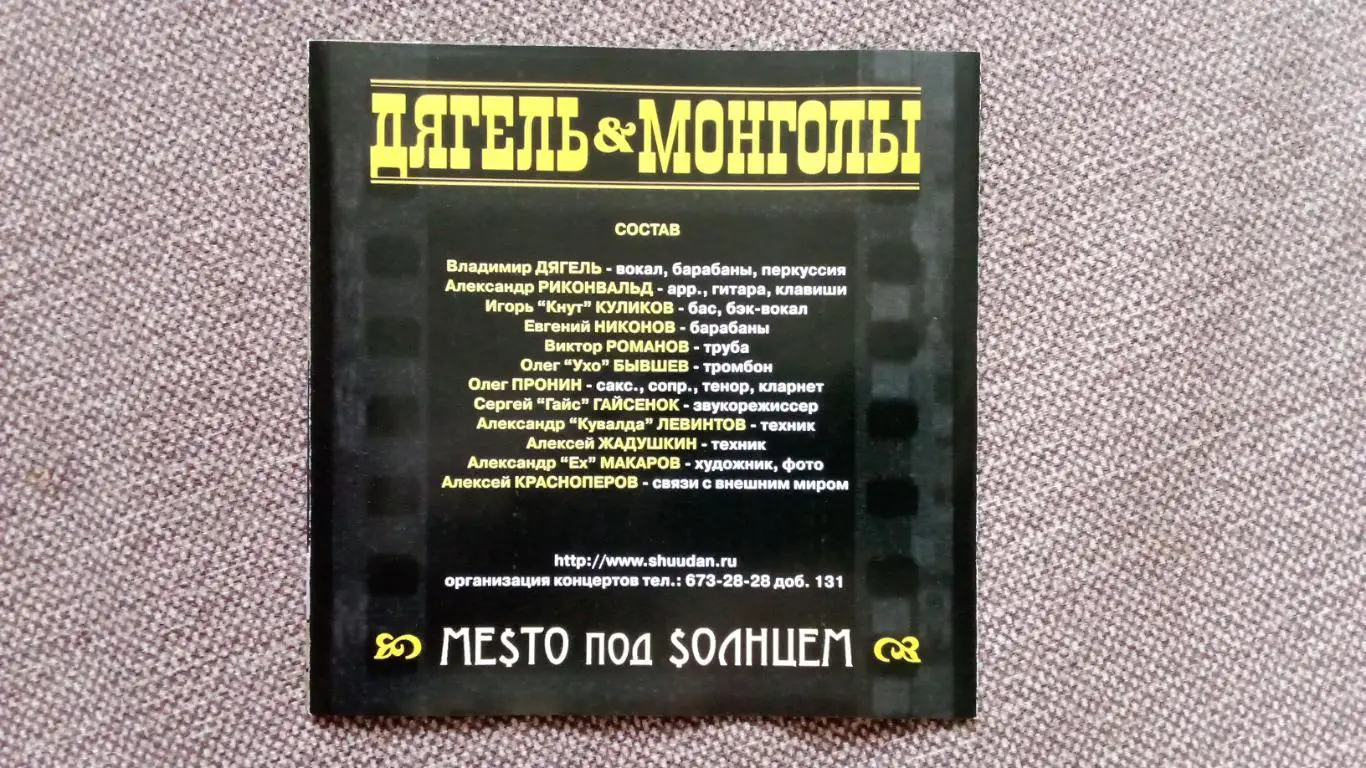 ДЯГЕЛЬ & МОНГОЛЫ
СОСТАВ
Владимир ДЯГЕЛЬ - вокал, барабаны, перкуссия
Александр РИКОНВАЛЬД - арр., гитара, клавиши
Игорь "Кнут" КУЛИКОВ - бас, бэк-вокал
Евгений НИКОНОВ - барабаны
Виктор РОМАНОВ - труба
Олег "Ухо" БЫВШЕВ - тромбон
Олег ПРОНИН - сакс., сопр., тенор, кларнет
Сергей "Гайс" ГАЙСЕНОК - звукорежиссер
Александр "Кувалда" ЛЕВИНТОВ - техник
Алексей ЖАДУШКИН - техник
Александр "Ех" МАКАРОВ - художник, фото
Алексей КРАСНОПЕРОВ - связи с внешним миром
http://www.shuudan.ru
организация концертов тел.: 673-28-28 доб. 131
МЕ$ТО под $ОЛНЦЕМ